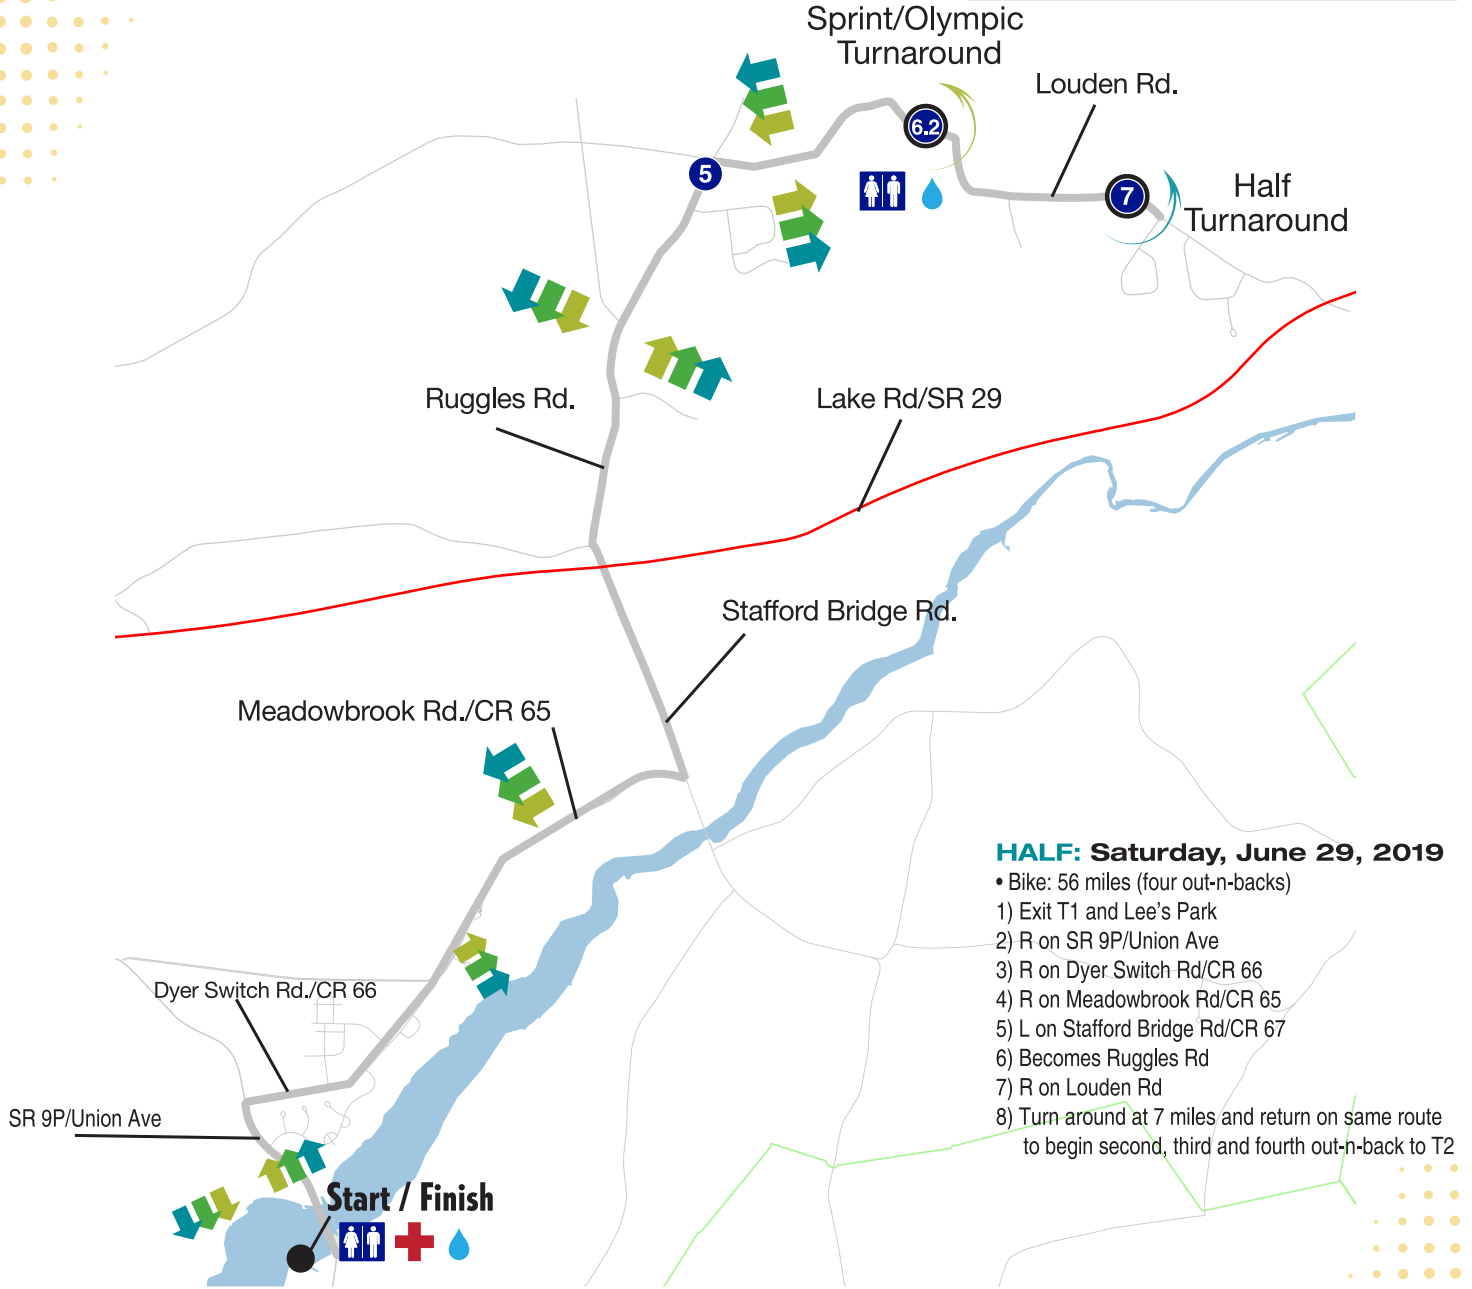 Sprint/Olympic
Turnaround
Louden Rd.
6.2
5
7
Half
Turnaround
Ruggles Rd.
Lake Rd/SR 29
Stafford Bridge Rd.
Meadowbrook Rd./CR 65
HALF: Saturday, June 29, 2019
• Bike: 56 miles (four out-n-backs)
1) Exit T1 and Lee's Park
2) R on SR 9P/Union Ave
3) R on Dyer Switch Rd/CR 66
4) R on Meadowbrook Rd/CR 65
5) L on Stafford Bridge Rd/CR 67
6) Becomes Ruggles Rd
7) R on Louden Rd
8) Turn around at 7 miles and return on same route
to begin second, third and fourth out-n-back to T2
Dyer Switch Rd./CR 66
SR 9P/Union Ave
Start / Finish